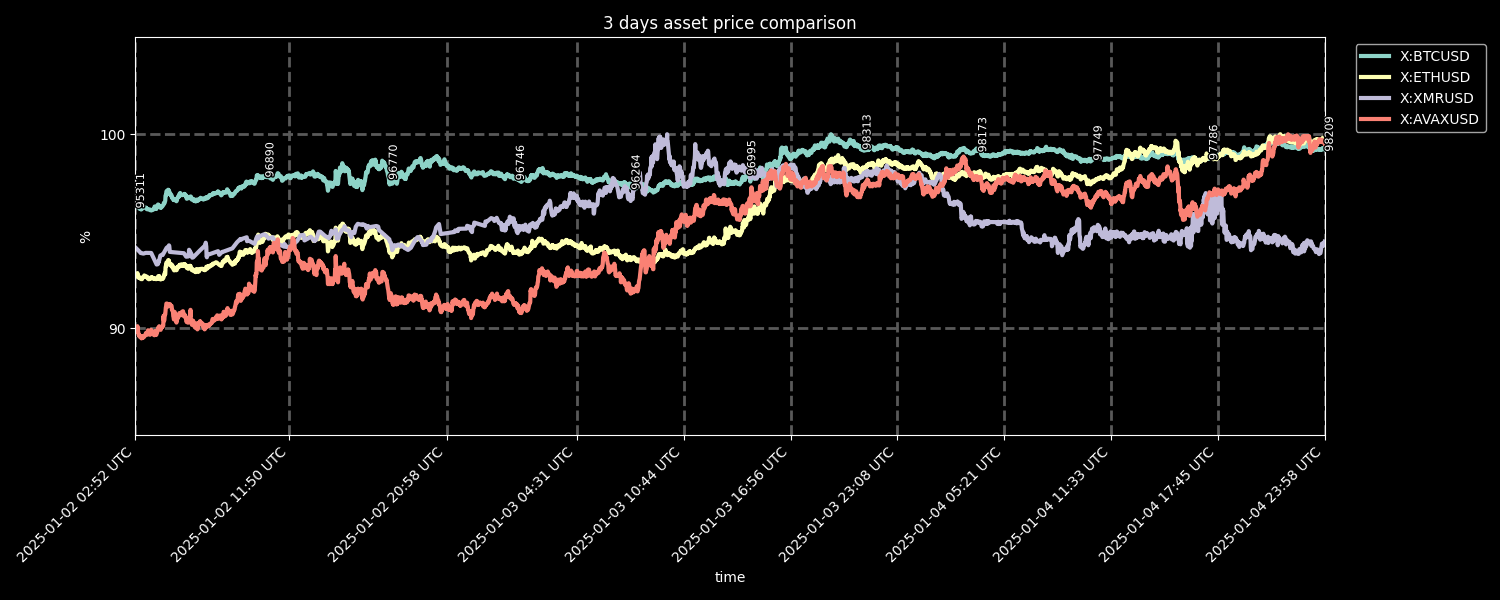 3 days asset price comparison
X:BTCUSD
X:ETHUSD
X:XMRUSD
X:AVAXUSD
100
90
%
95311
96890
96770
96746
96264
96995
98313
98173
97749
97786
98209
2025-01-02 02:52 UTC
2025-01-02 11:50 UTC
2025-01-02 20:58 UTC
2025-01-03 04:31 UTC
2025-01-03 10:44 UTC
2025-01-03 16:56 UTC
2025-01-03 23:08 UTC
2025-01-04 05:21 UTC
2025-01-04 11:33 UTC
2025-01-04 17:45 UTC
2025-01-04 23:58 UTC
time